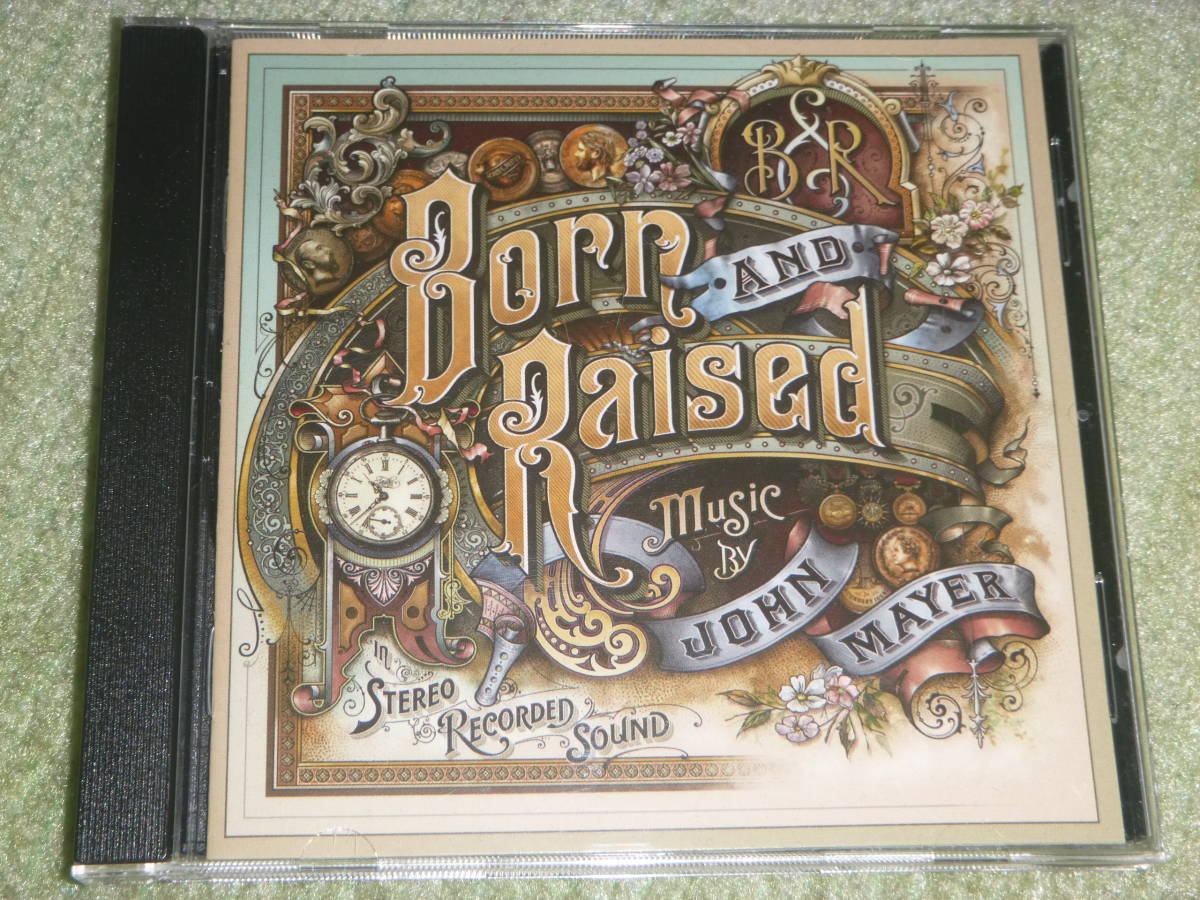 B & R
Born
AND
Raised
Music
By
JOHN
MAYER
IN
STEREO
RECORDED
SOUND